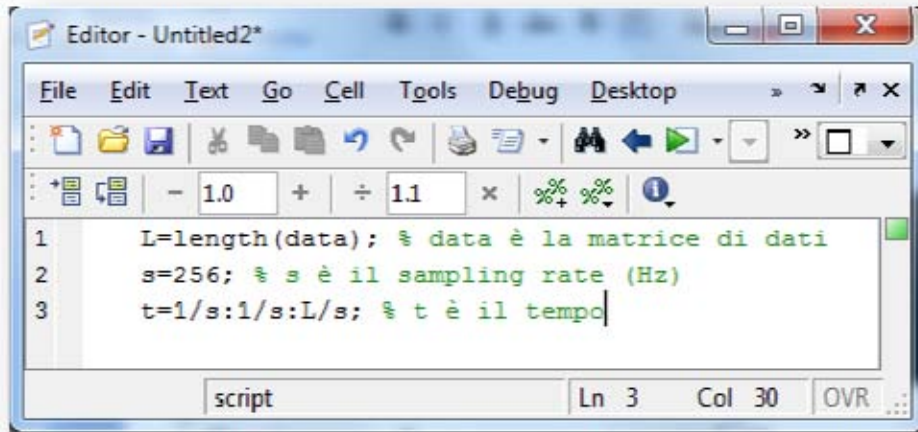 Editor - Untitled2*
File Edit Text Go Cell Tools Debug Desktop
1.0 1.1
1 L=length(data); % data è la matrice di dati
2 s=256; % s è il sampling rate (Hz)
3 t=1/s:1/s:L/s; % t è il tempo
script Ln 3 Col 30 OVR